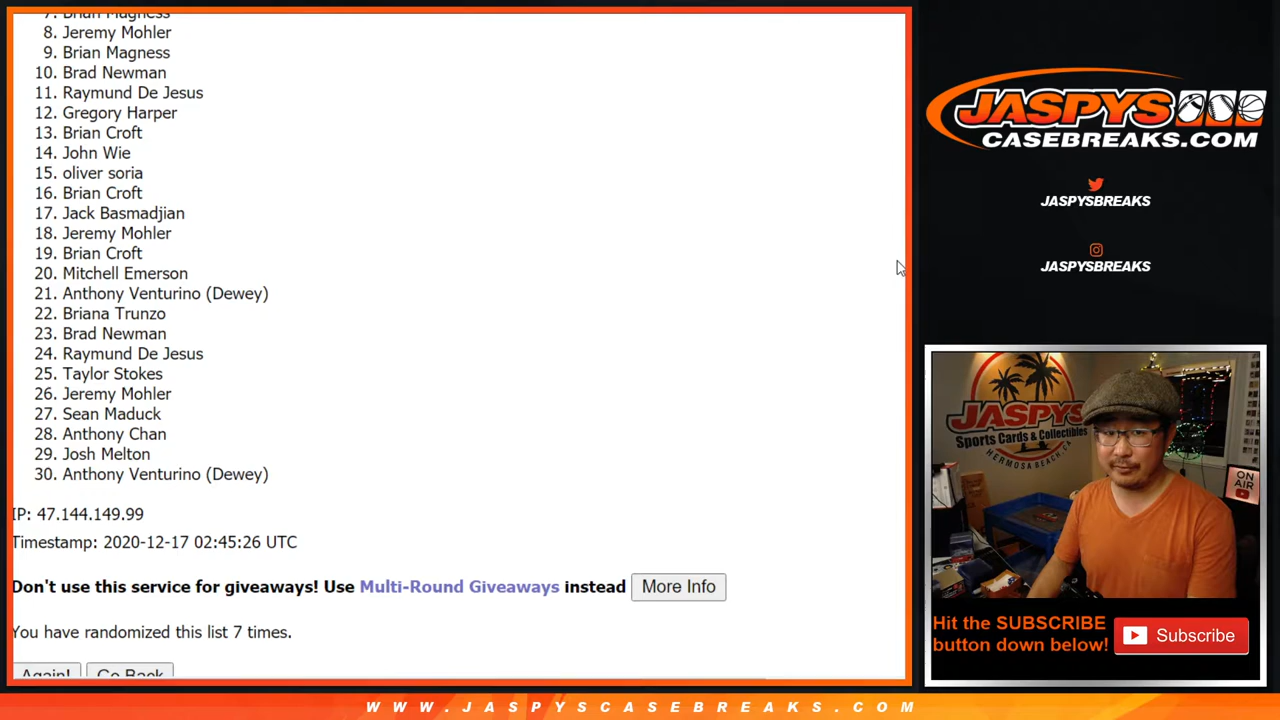 7. Brian Magness
8. Jeremy Mohler
9. Brian Magness
10. Brad Newman
11. Raymund De Jesus
12. Gregory Harper
13. Brian Croft
14. John Wie
15. oliver soria
16. Brian Croft
17. Jack Basmadjian
18. Jeremy Mohler
19. Brian Croft
20. Mitchell Emerson
21. Anthony Venturino (Dewey)
22. Briana Trunzo
23. Brad Newman
24. Raymund De Jesus
25. Taylor Stokes
26. Jeremy Mohler
27. Sean Maduck
28. Anthony Chan
29. Josh Melton
30. Anthony Venturino (Dewey)
IP: 47.144.149.99
Timestamp: 2020-12-17 02:45:26 UTC
Don't use this service for giveaways! Use Multi-Round Giveaways instead More Info
You have randomized this list 7 times.
Again! Go Back
JASPYS
CASEBREAKS.COM
JASPYSBREAKS
JASPYSBREAKS
JASPYS
Sports Cards & Collectibles
HERMOSA BEACH, CA
ON
AIR
Hit the SUBSCRIBE
button down below!
Subscribe
WWW.JASPYSCASEBREAKS.COM